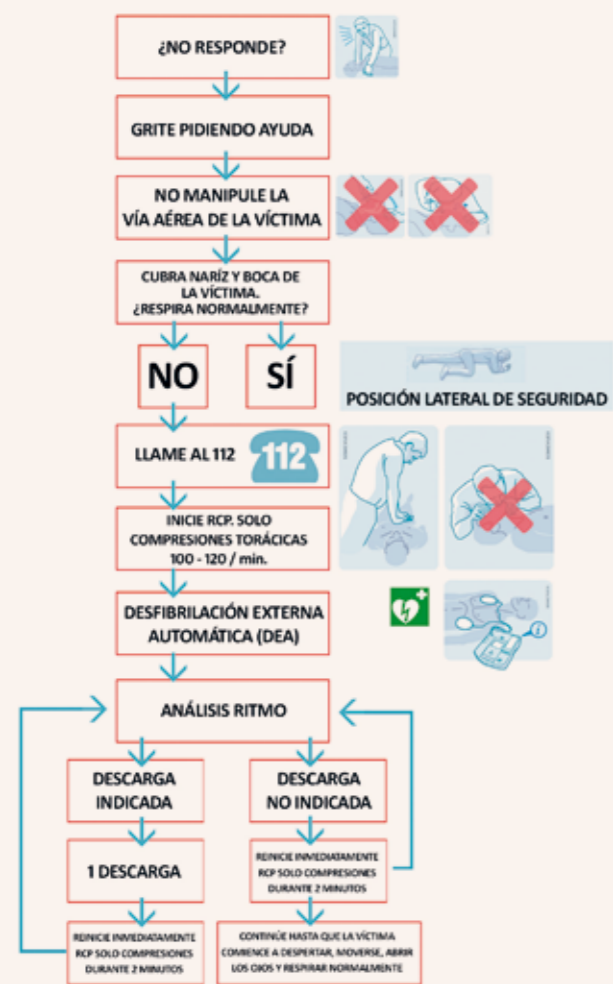 ¿NO RESPONDE?
GRITE PIDIENDO AYUDA
NO MANIPULE LA
VÍA AÉREA DE LA VÍCTIMA
CUBRA NARÍZ Y BOCA DE
LA VÍCTIMA.
¿RESPIRA NORMALMENTE?
NO
SÍ
POSICIÓN LATERAL DE SEGURIDAD
LLAME AL 112
112
INICIE RCP. SOLO
COMPRESIONES TORÁCICAS
100 - 120 / min.
DESFIBRILACIÓN EXTERNA
AUTOMÁTICA (DEA)
ANÁLISIS RITMO
DESCARGA
INDICADA
DESCARGA
NO INDICADA
1 DESCARGA
REINICIE INMEDIATAMENTE
RCP SOLO COMPRESIONES
DURANTE 2 MINUTOS
REINICIE INMEDIATAMENTE
RCP SOLO COMPRESIONES
DURANTE 2 MINUTOS
CONTINÚE HASTA QUE LA VÍCTIMA
COMIENCE A DESPERTAR, MOVERSE, ABRIR
LOS OJOS Y RESPIRAR NORMALMENTE